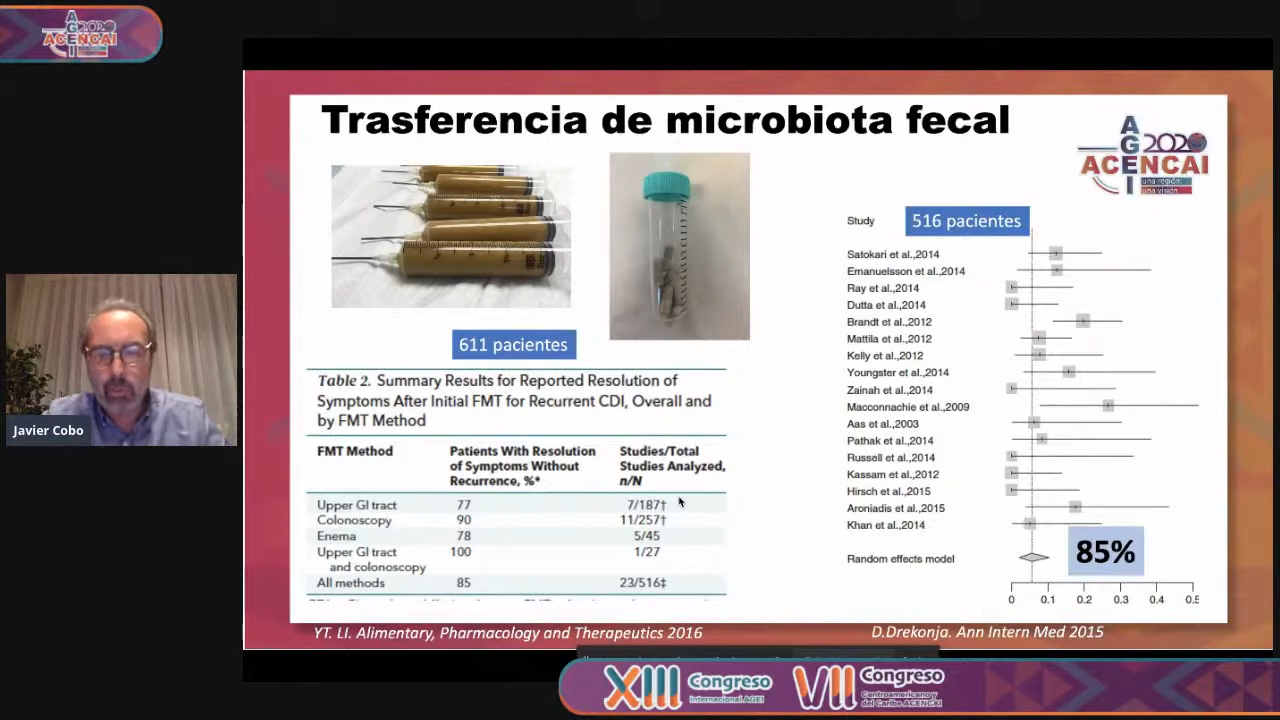 AGEI 2020
ACENCAI
Trasferencia de microbiota fecal
AGEI 2020
ACENCAI
una región:
una visión
611 pacientes
Table 2. Summary Results for Reported Resolution of
Symptoms After Initial FMT for Recurrent CDI, Overall and
by FMT Method
FMT Method Patients With Resolution of Symptoms Without Recurrence, %* Studies/Total Studies Analyzed, n/N
Upper GI tract 77 7/187†
Colonoscopy 90 11/257†
Enema 78 5/45
Upper GI tract and colonoscopy 100 1/27
All methods 85 23/516‡
Study
516 pacientes
Satokari et al.,2014
Emanuelsson et al.,2014
Ray et al.,2014
Dutta et al.,2014
Brandt et al.,2012
Mattila et al.,2012
Kelly et al.,2012
Youngster et al.,2014
Zainah et al.,2014
Macconnachie et al.,2009
Aas et al.,2003
Pathak et al.,2014
Russell et al.,2014
Kassam et al.,2012
Hirsch et al.,2015
Aroniadis et al.,2015
Khan et al.,2014
Random effects model
85%
0 0.1 0.2 0.3 0.4 0.5
YT. LI. Alimentary, Pharmacology and Therapeutics 2016
D.Drekonja. Ann Intern Med 2015
Javier Cobo
XIII Congreso
Internacional AGEI
VII Congreso
Centroamericano y
del Caribe ACENCAI